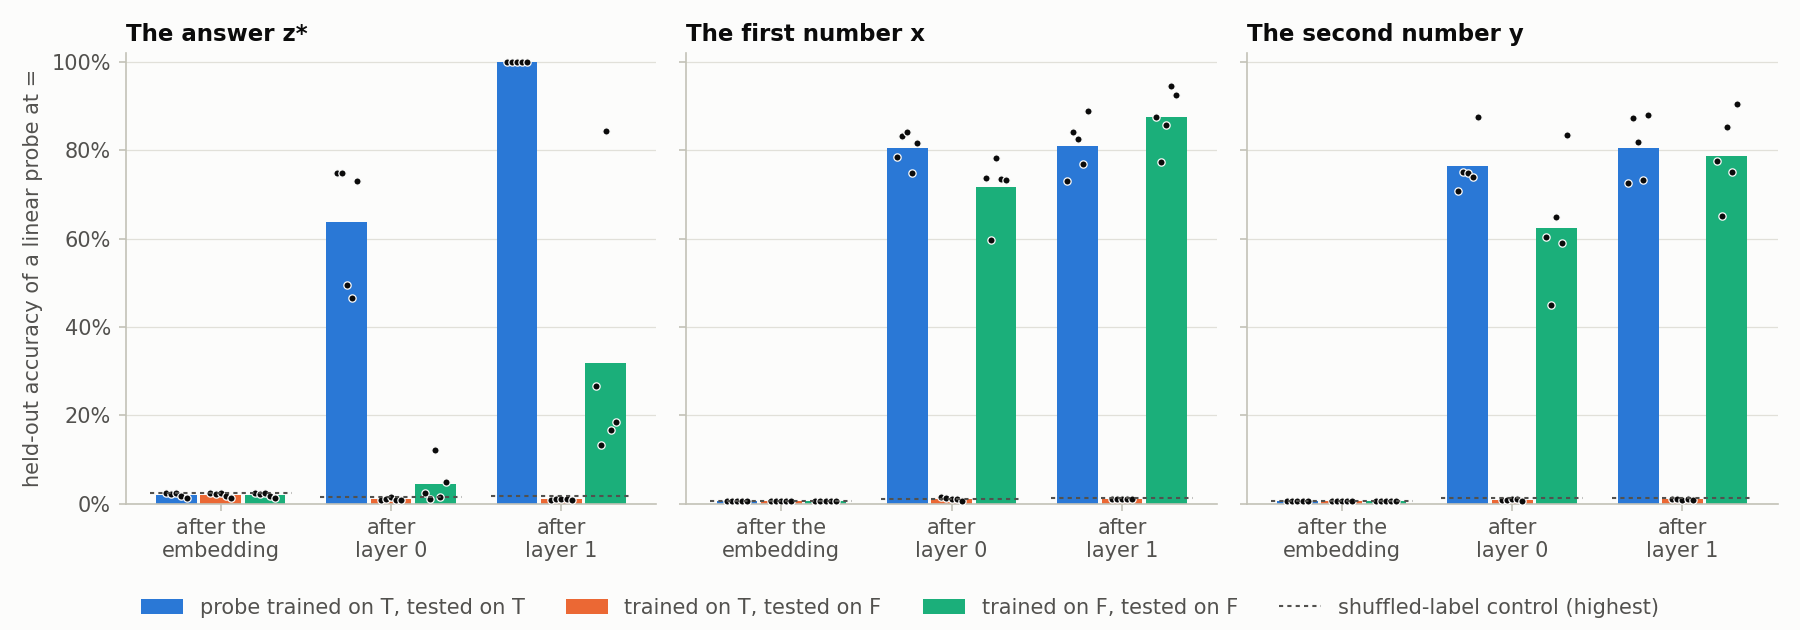 The answer z*
The first number x
The second number y
held-out accuracy of a linear probe at =
100%
80%
60%
40%
20%
0%
after the
embedding
after
layer 0
after
layer 1
after the
embedding
after
layer 0
after
layer 1
after the
embedding
after
layer 0
after
layer 1
probe trained on T, tested on T
trained on T, tested on F
trained on F, tested on F
shuffled-label control (highest)